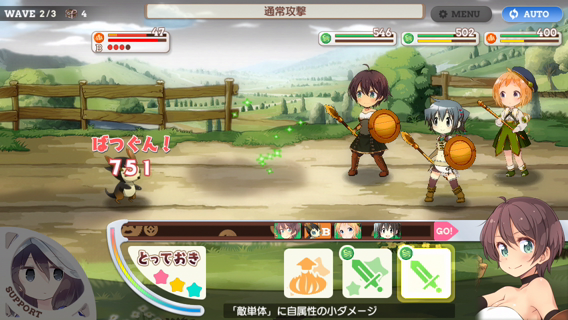 WAVE 2/3 4
通常攻撃
MENU
AUTO
47
B
546
502
400
ばつぐん!
751
B
GO!
とっておき
SUPPORT
「敵単体」に自属性の小ダメージ